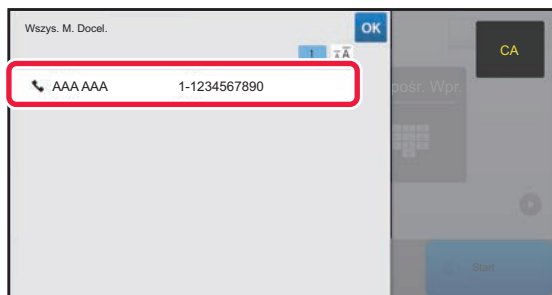 Wszys. M. Docel.
OK
1
CA
AAA AAA 1-1234567890
pośr. Wpr.
Start